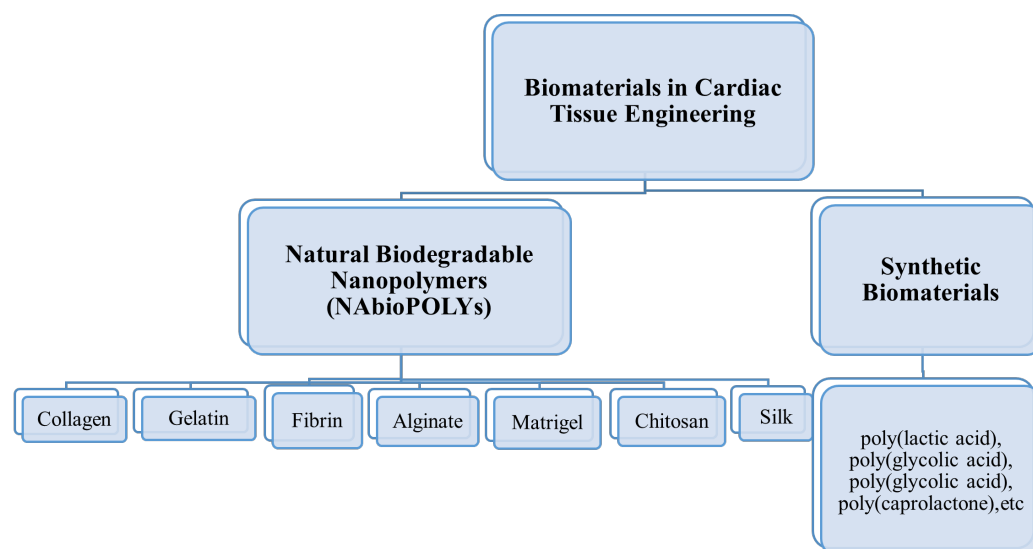 Biomaterials in Cardiac
Tissue Engineering
Natural Biodegradable
Nanopolymers
(NAbioPOLYs)
Synthetic
Biomaterials
Collagen
Gelatin
Fibrin
Alginate
Matrigel
Chitosan
Silk
poly(lactic acid),
poly(glycolic acid),
poly(glycolic acid),
poly(caprolactone),etc